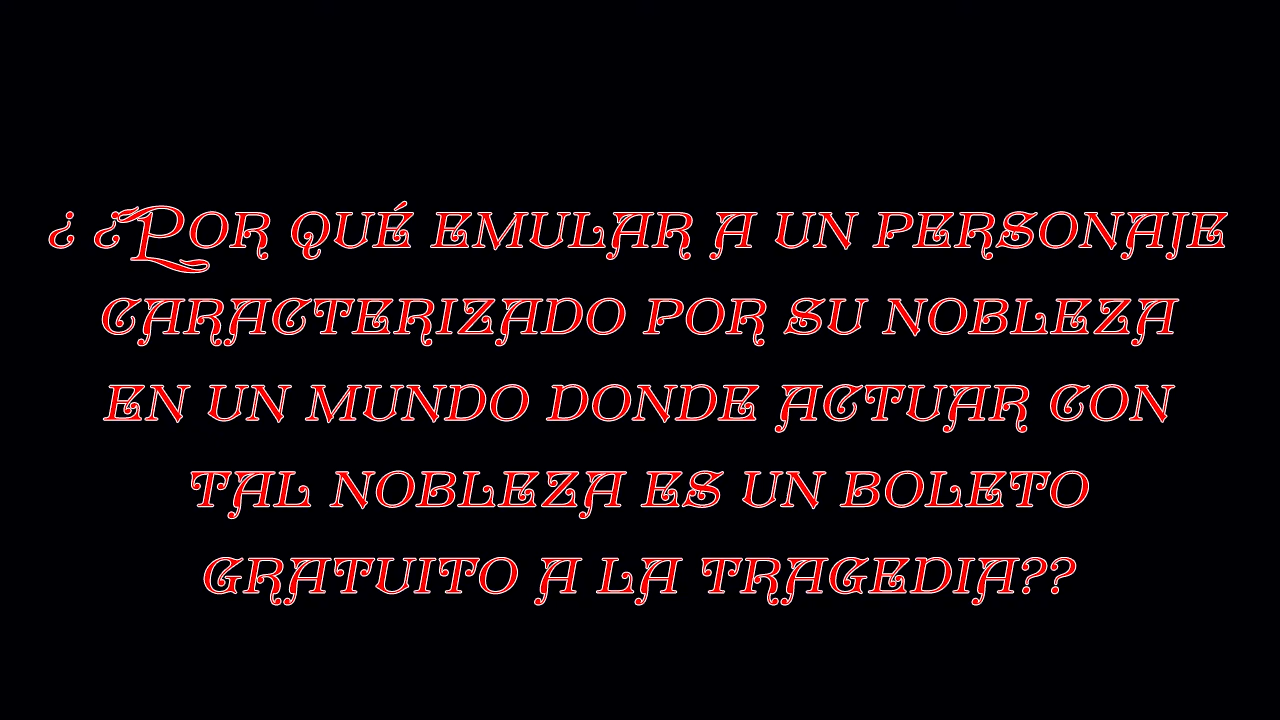 ¿ ¿Por qué emular a un personaje
caracterizado por su nobleza
en un mundo donde actuar con
tal nobleza es un boleto
gratuito a la tragedia??